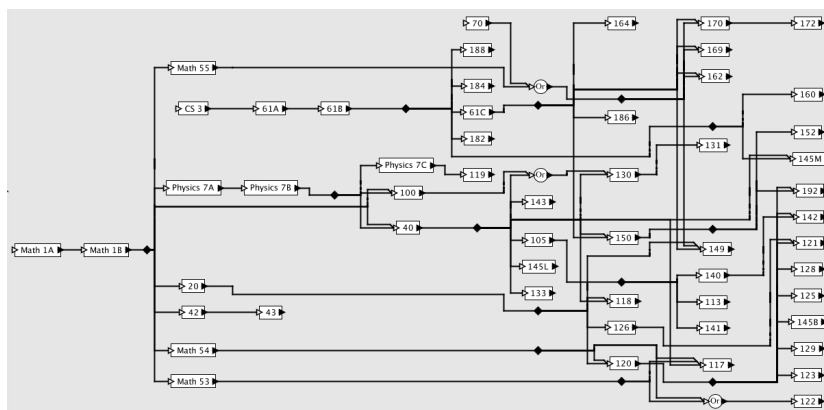 70
164
170
172
188
169
Math 55
Or
162
184
160
CS 3
61A
61B
61C
186
152
182
131
145M
Physics 7C
119
Or
130
Physics 7A
Physics 7B
100
192
143
142
40
105
150
121
Math 1A
Math 1B
149
145L
140
128
20
133
118
113
125
42
43
126
141
145B
Math 54
129
120
117
123
Math 53
Or
122